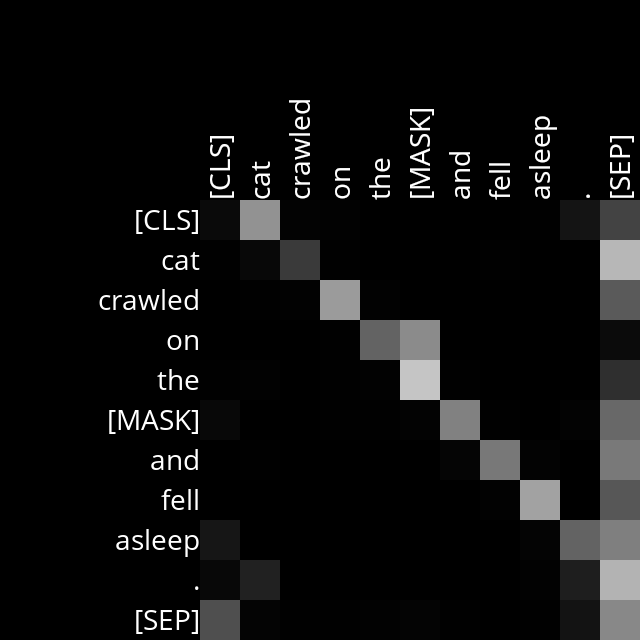 [CLS] cat crawled on the [MASK] and fell asleep . [SEP]
[CLS]
cat
crawled
on
the
[MASK]
and
fell
asleep
.
[SEP]